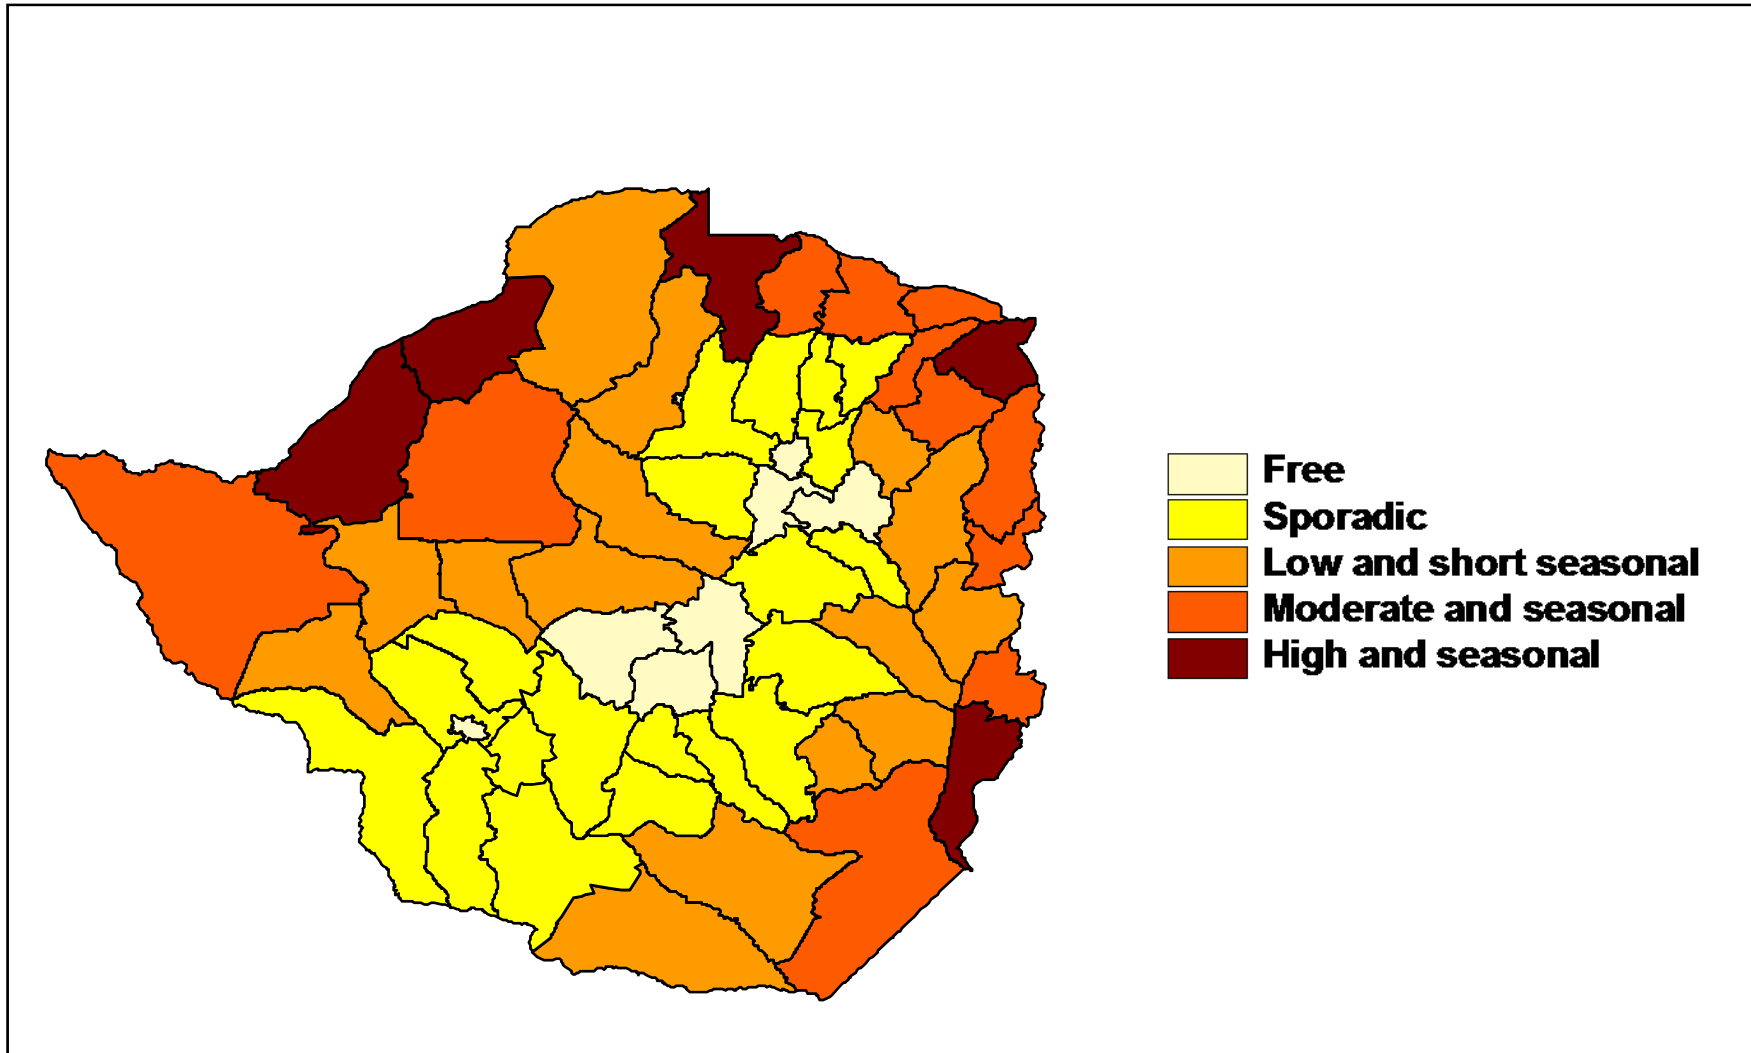 Free
Sporadic
Low and short seasonal
Moderate and seasonal
High and seasonal